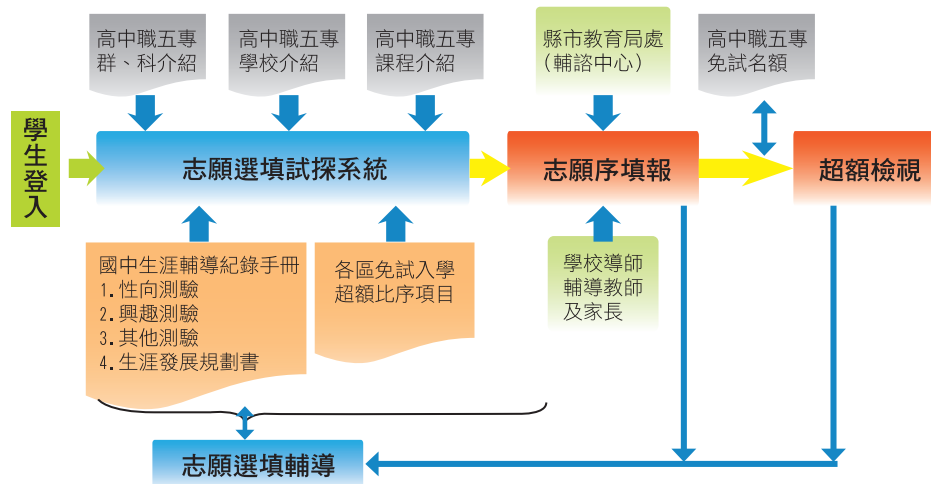 高中職五專
群、科介紹
高中職五專
學校介紹
高中職五專
課程介紹
縣市教育局處
（輔諮中心）
高中職五專
免試名額
學生登入
志願選填試探系統
志願序填報
超額檢視
國中生涯輔導紀錄手冊
1.性向測驗
2.興趣測驗
3.其他測驗
4.生涯發展規劃書
各區免試入學
超額比序項目
學校導師
輔導教師
及家長
志願選填輔導